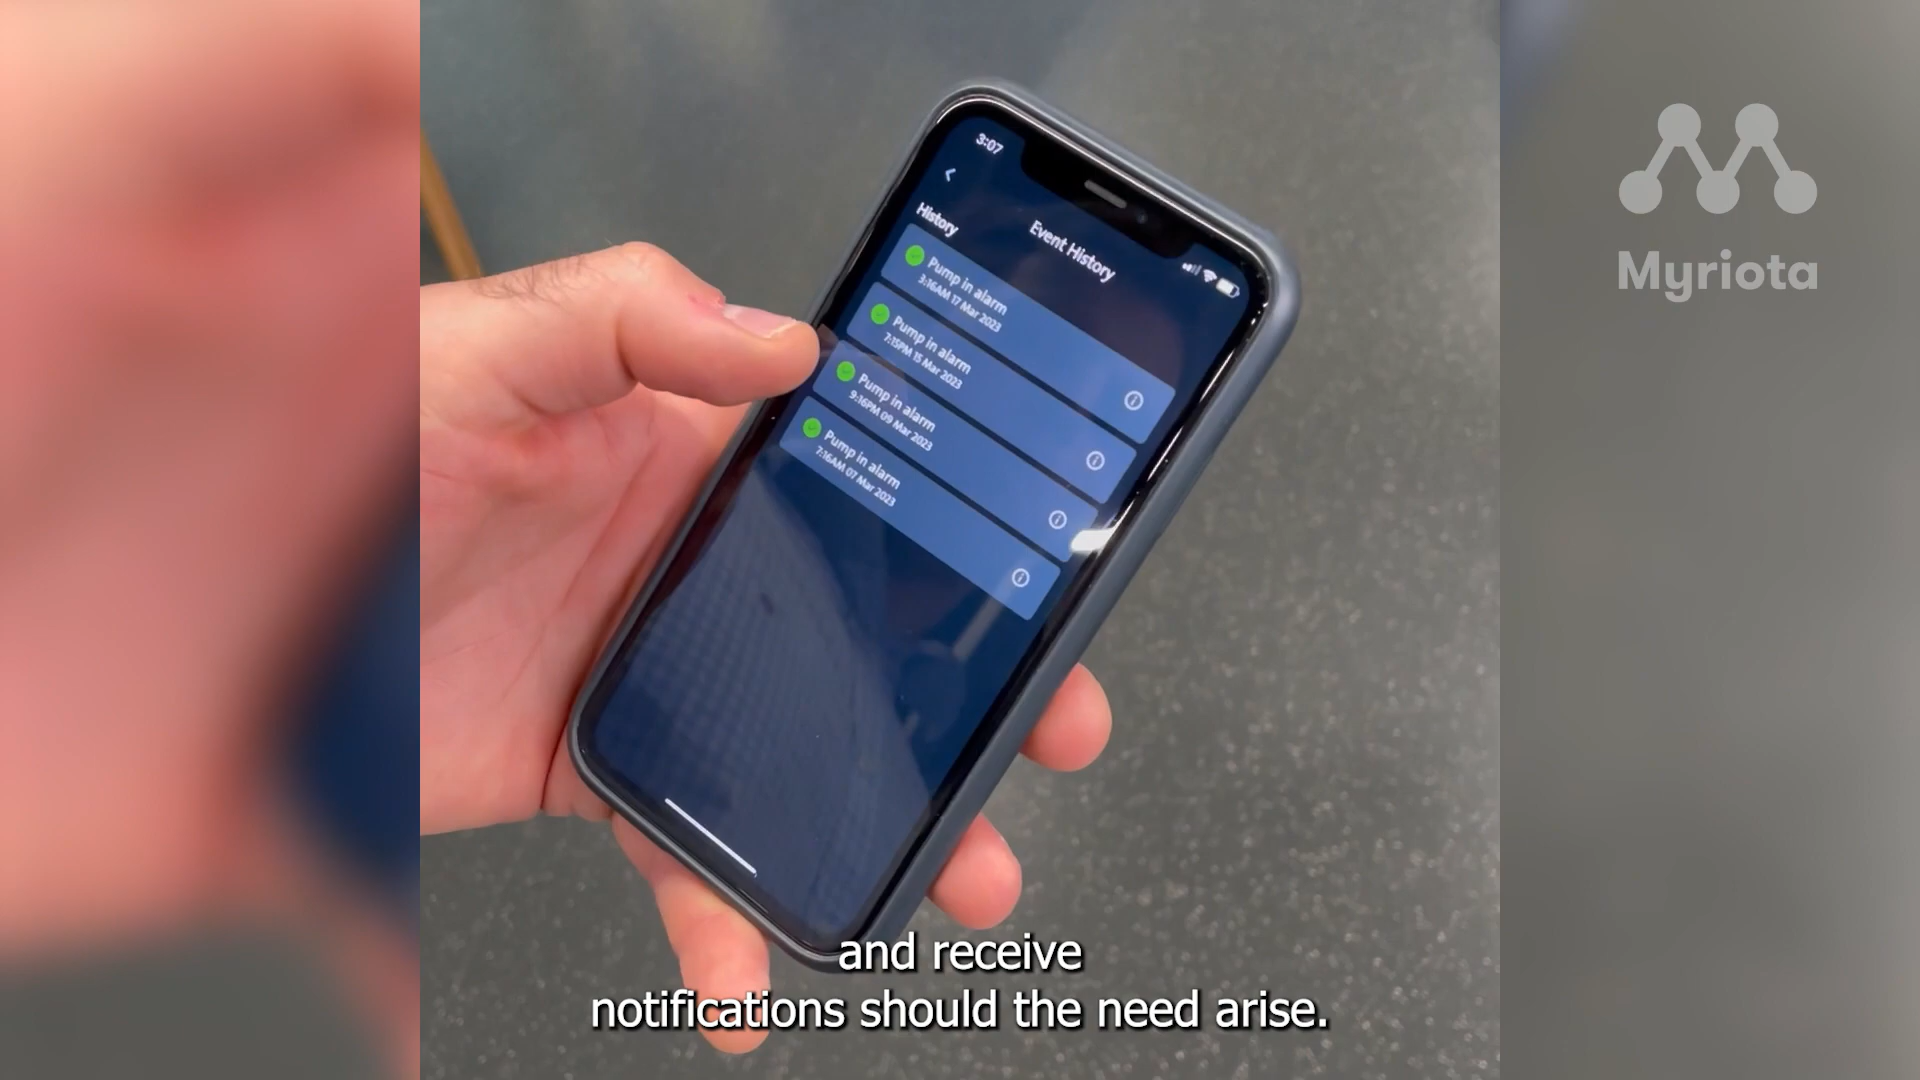 3:07
Event History
History
Pump in alarm
3:16AM 17 Mar 2023
Pump in alarm
7:15PM 15 Mar 2023
Pump in alarm
9:16PM 09 Mar 2023
Pump in alarm
7:16AM 07 Mar 2023
Myriota
and receive
notifications should the need arise.